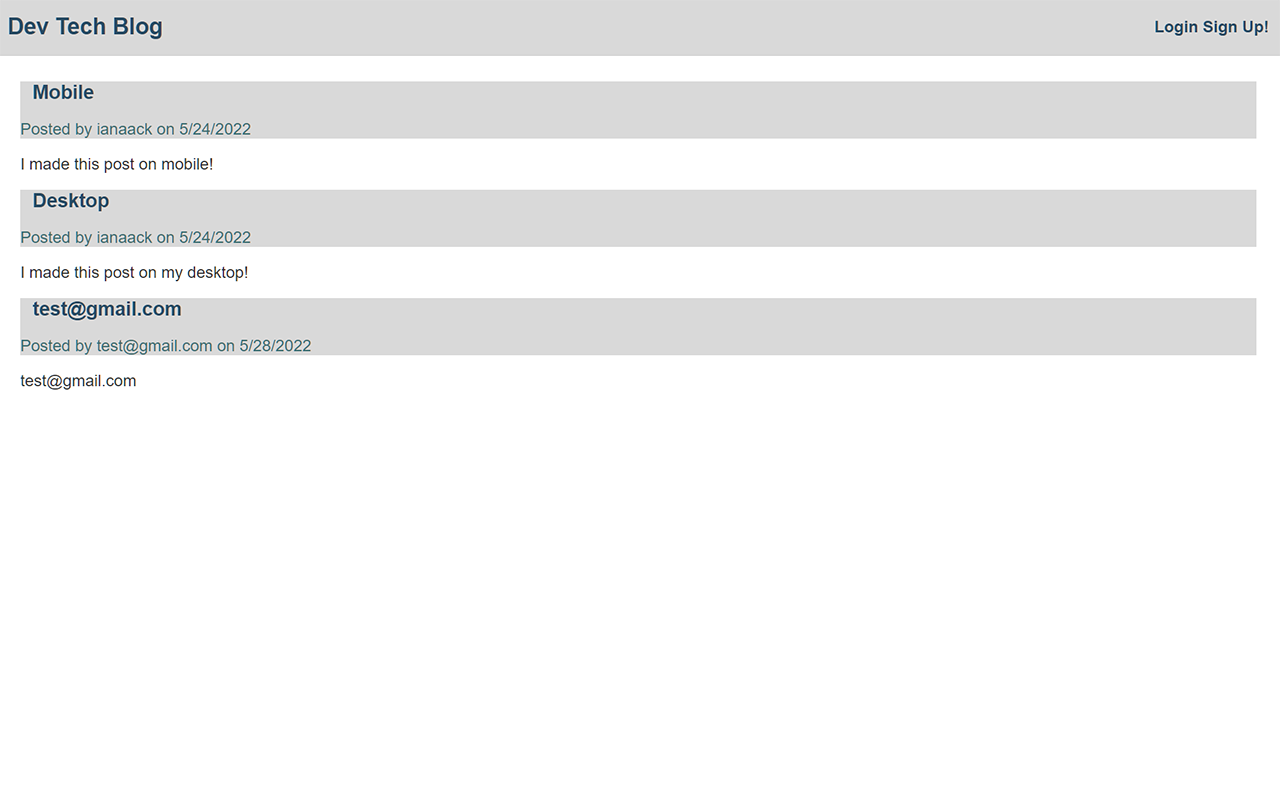 Dev Tech Blog
Login Sign Up!
Mobile
Posted by ianaack on 5/24/2022
I made this post on mobile!
Desktop
Posted by ianaack on 5/24/2022
I made this post on my desktop!
test@gmail.com
Posted by test@gmail.com on 5/28/2022
test@gmail.com